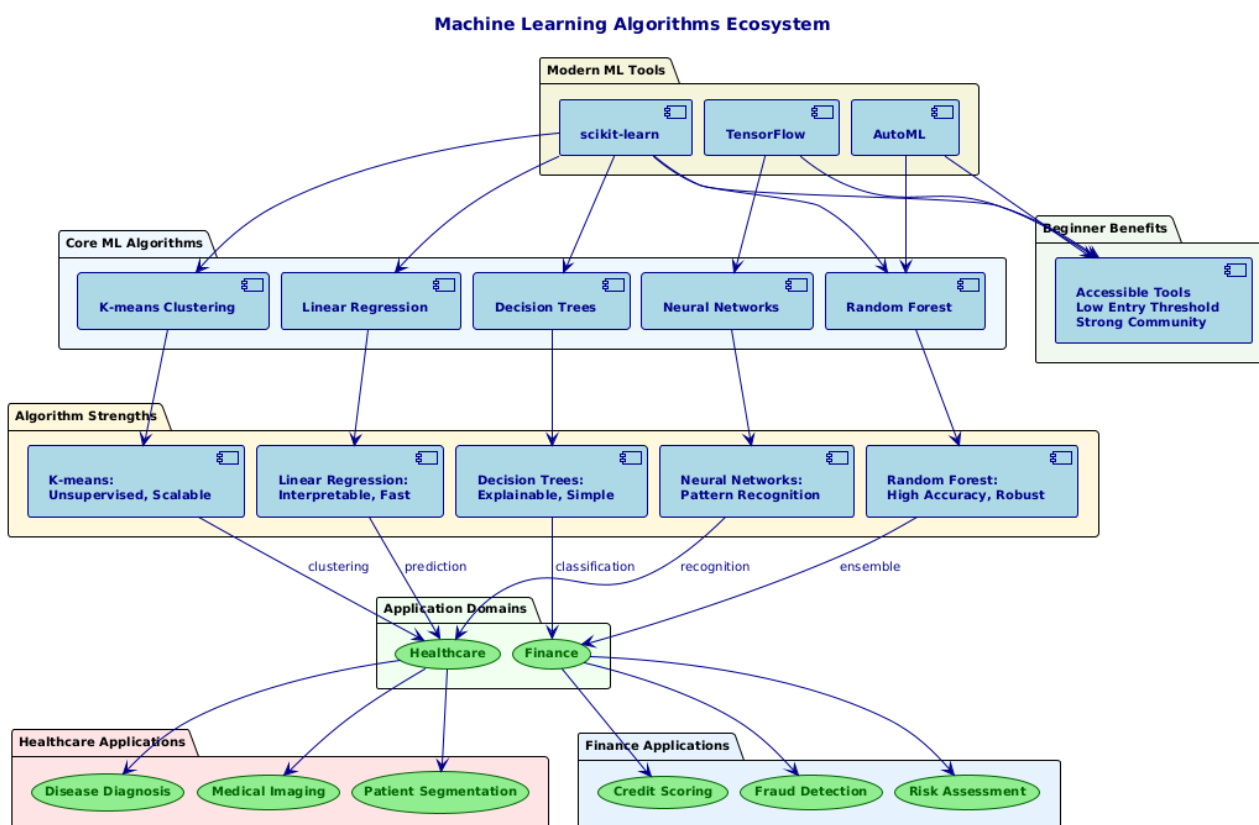 Machine Learning Algorithms Ecosystem
Modern ML Tools
scikit-learn
TensorFlow
AutoML
Core ML Algorithms
K-means Clustering
Linear Regression
Decision Trees
Neural Networks
Random Forest
Beginner Benefits
Accessible Tools
Low Entry Threshold
Strong Community
Algorithm Strengths
K-means:
Unsupervised, Scalable
Linear Regression:
Interpretable, Fast
Decision Trees:
Explainable, Simple
Neural Networks:
Pattern Recognition
Random Forest:
High Accuracy, Robust
clustering
prediction
classification
recognition
ensemble
Application Domains
Healthcare
Finance
Healthcare Applications
Disease Diagnosis
Medical Imaging
Patient Segmentation
Finance Applications
Credit Scoring
Fraud Detection
Risk Assessment